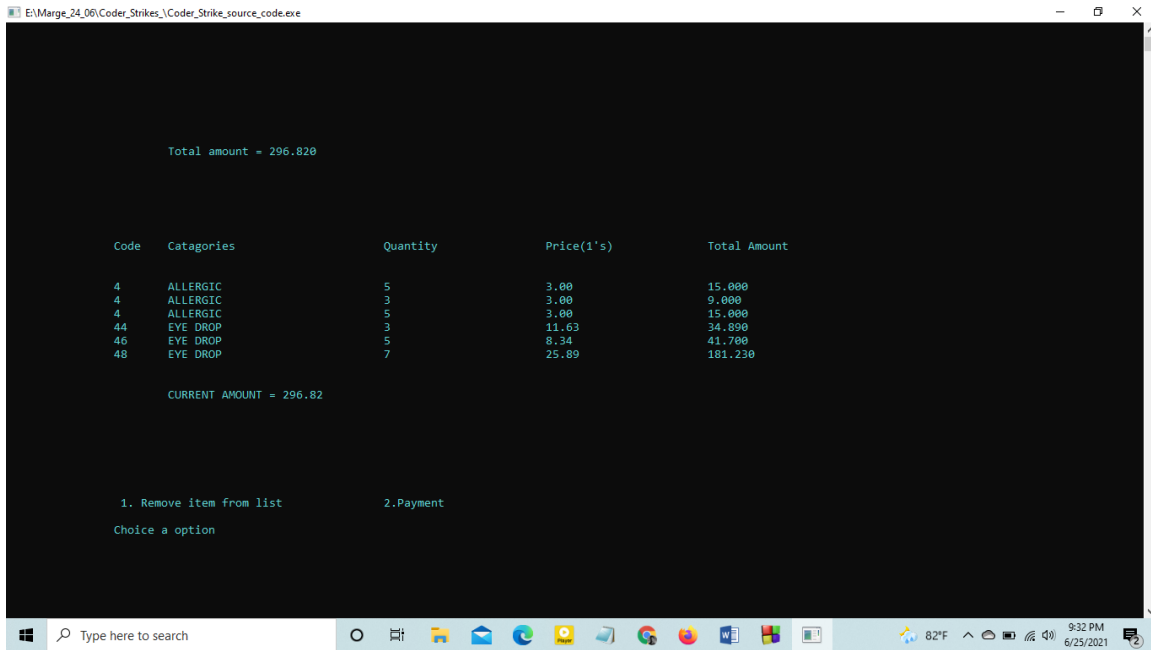 E:\Marge_24_06\Coder_Strikes_\Coder_Strike_source_code.exe
Total amount = 296.820
Code Catagories Quantity Price(1's) Total Amount
4 ALLERGIC 5 3.00 15.000
4 ALLERGIC 3 3.00 9.000
4 ALLERGIC 5 3.00 15.000
44 EYE DROP 3 11.63 34.890
46 EYE DROP 5 8.34 41.700
48 EYE DROP 7 25.89 181.230
CURRENT AMOUNT = 296.82
1. Remove item from list 2.Payment
Choice a option
Type here to search 82°F 9:32 PM
6/25/2021 2